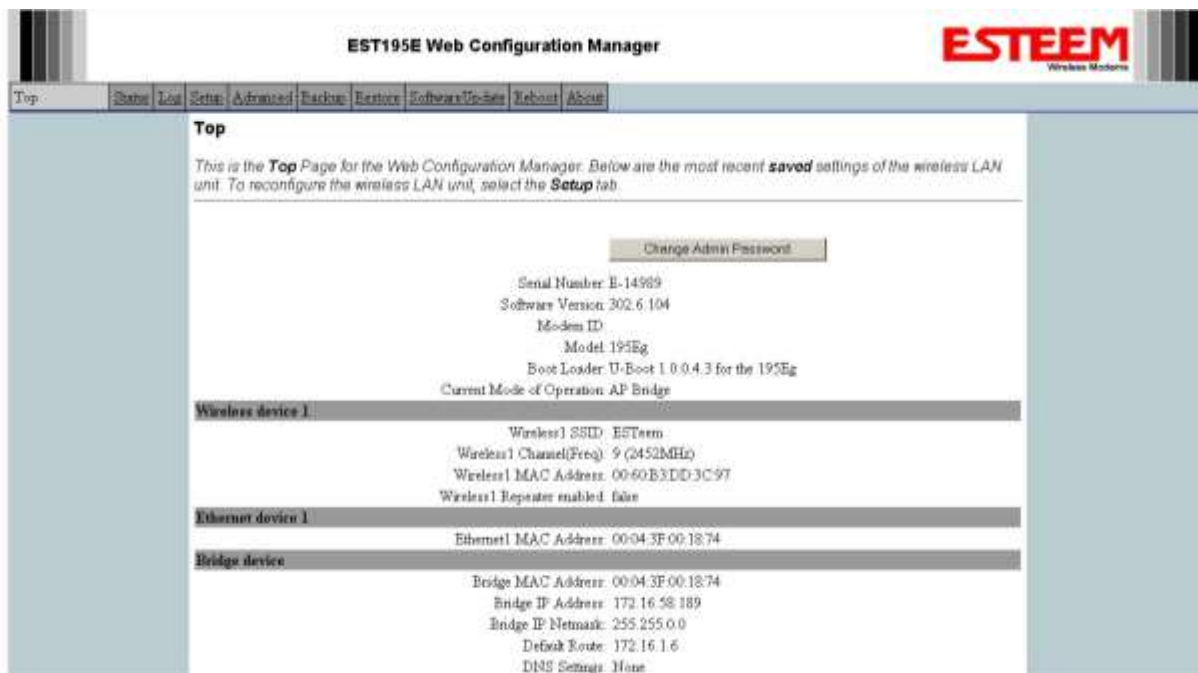 EST195E Web Configuration Manager
ESTEEM
Wireless Modems
Top Status Log Setup Advanced Backup Restore Software Update Reboot About
Top
This is the Top Page for the Web Configuration Manager. Below are the most recent saved settings of the wireless LAN
unit. To reconfigure the wireless LAN unit, select the Setup tab.
Change Admin Password
Serial Number: E-14989
Software Version: 302.6.104
Modem ID:
Model: 195Eg
Boot Loader: U-Boot 1.0.0.4.3 for the 195Eg
Current Mode of Operation: AP Bridge
Wireless device 1
Wireless1 SSID: ESTeem
Wireless1 Channel(Freq): 9 (2452MHz)
Wireless1 MAC Address: 00:60:B3:DD:3C:97
Wireless1 Repeater enabled: false
Ethernet device 1
Ethernet1 MAC Address: 00:04:3F:00:18:74
Bridge device
Bridge MAC Address: 00:04:3F:00:18:74
Bridge IP Address: 172.16.58.189
Bridge IP Netmask: 255.255.0.0
Default Route: 172.16.1.6
DNS Settings: None